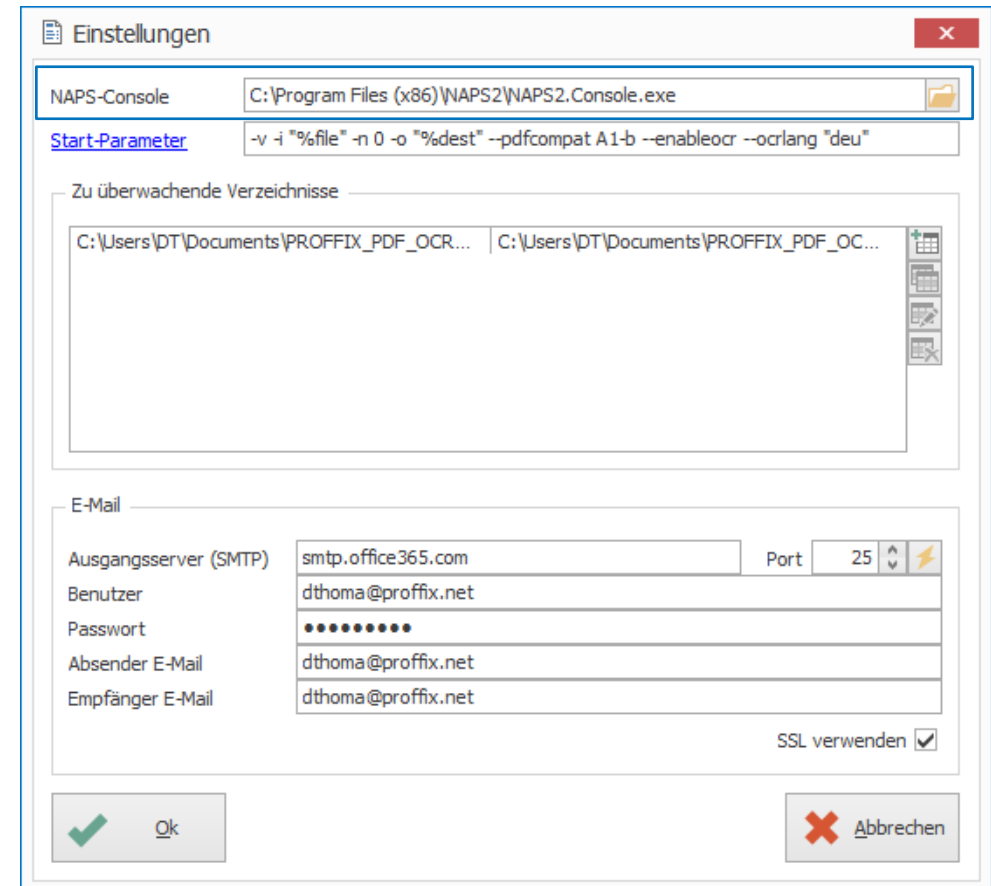 Einstellungen
NAPS-Console C:\Program Files (x86)\NAPS2\NAPS2.Console.exe
Start-Parameter -v -i "%file" -n 0 -o "%dest" --pdfcompat A1-b --enableocr --ocrlang "deu"
Zu überwachende Verzeichnisse
C:\Users\DT\Documents\PROFFIX_PDF_OCR... C:\Users\DT\Documents\PROFFIX_PDF_OC...
E-Mail
Ausgangsserver (SMTP) smtp.office365.com Port 25
Benutzer dthoma@proffix.net
Passwort ●●●●●●●●●
Absender E-Mail dthoma@proffix.net
Empfänger E-Mail dthoma@proffix.net
SSL verwenden
Ok Abbrechen